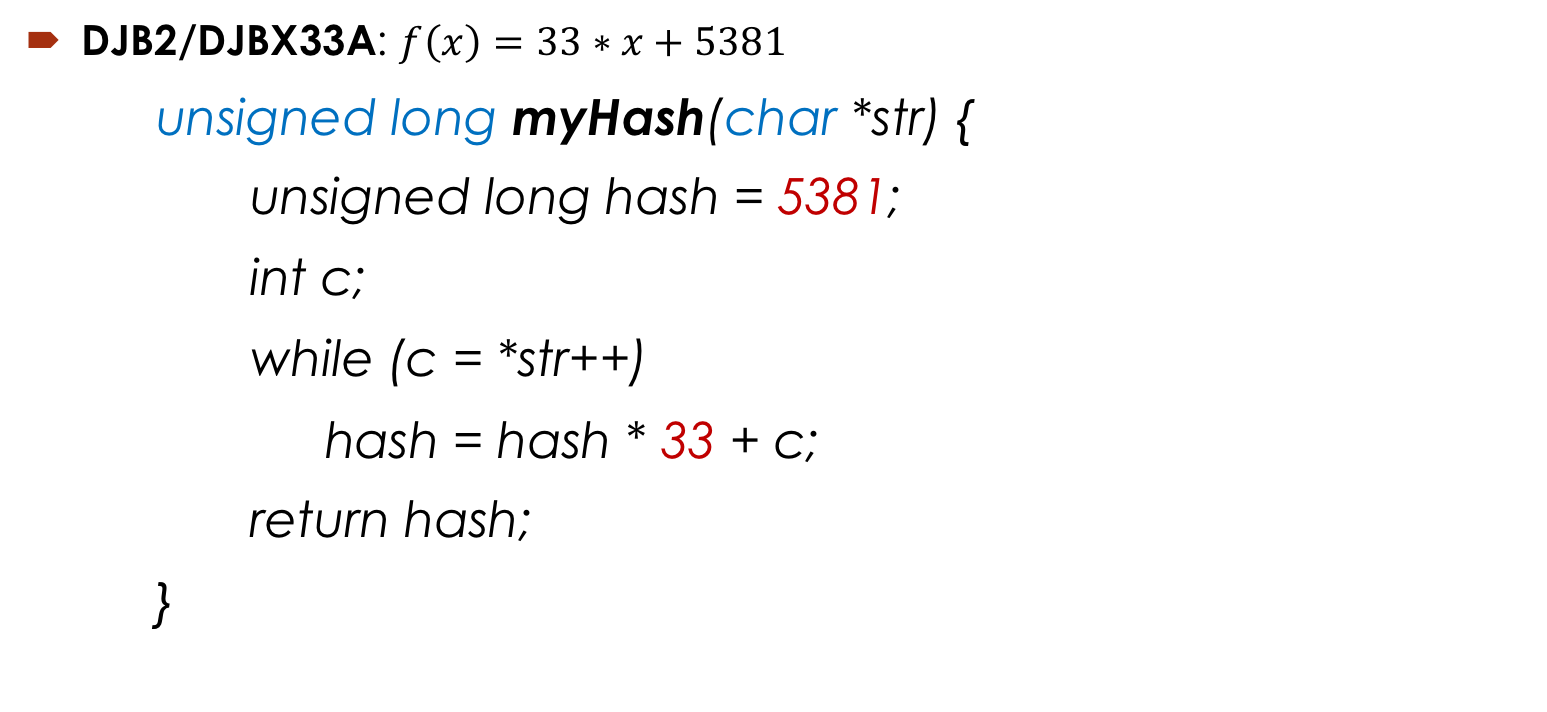 DJB2/DJBX33A: f(x) = 33 ∗ x + 5381
unsigned long myHash(char *str) {
unsigned long hash = 5381;
int c;
while (c = *str++)
hash = hash * 33 + c;
return hash;
}